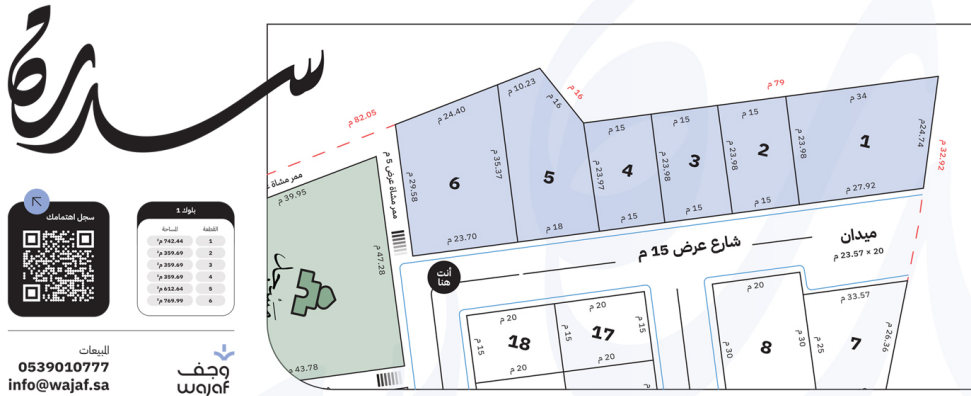 سدرة
سجل اهتمامك
بلوك 1
القطعة المساحة
1 742.44 م²
2 359.69 م²
3 359.69 م²
4 359.69 م²
5 612.64 م²
6 769.99 م²
المبيعات
0539010777
info@wajaf.sa
وجف
wajaf
82.05 م
24.40 م
10.23 م
16 م
16 م
79 م
15 م
15 م
15 م
34 م
24.74 م
32.92 م
29.58 م
6
35.37 م
5
23.97 م
4
23.98 م
3
23.98 م
2
23.98 م
1
23.70 م
18 م
15 م
15 م
15 م
27.92 م
ممر مشاة عرض 5 م
ممر مشاة
39.95 م
47.28 م
43.78 م
أنت هنا
شارع عرض 15 م
ميدان
20 × 23.57 م
20 م
20 م
15 م
18
15 م
17
15 م
20 م
20 م
20 م
30 م
8
30 م
33.57 م
25 م
7
26.36 م